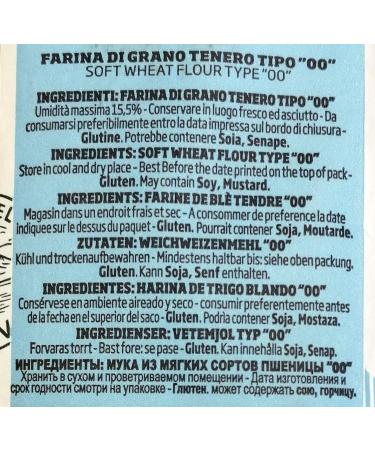 FARINA DI GRANO TENERO TIPO "00"
SOFT WHEAT FLOUR TYPE "00"
INGREDIENTI: FARINA DI GRANO TENERO TIPO "00"
Umidità massima 15,5% - Conservare in luogo fresco ed asciutto - Da
consumarsi preferibilmente entro la data impressa sul bordo di chiusura -
Glutine. Potrebbe contenere Soia, Senape.
INGREDIENTS: SOFT WHEAT FLOUR TYPE "00"
Store in cool and dry place - Best Before the date printed on the top of pack -
Gluten. May contain Soy, Mustard.
INGREDIENTS: FARINE DE BLÈ TENDRE "00"
Magasin dans un endroit frais et sec - A consommer de preference la date
indiquee sur le dessus du paquet - Gluten. Pourrait contener Soja, Moutarde.
ZUTATEN: WEICHWEIZENMEHL "00"
Kühl und trockenaufbewahren - Mindestens haltbar bis: siehe oben packung.
Gluten. Kann Soja, Senf enthalten.
INGREDIENTES: HARINA DE TRIGO BLANDO "00"
Consérvese en ambiente aireado y seco - consumir preferentemente antes
de la fecha en el superior del saco - Gluten. Podria contener Soja, Mostaza.
INGREDIENSER: VETEMJOL TYP "00"
Forvaras torrt - Bast fore: se pase - Gluten. Kan innehålla Soja, Senap.
ИНГРЕДИЕНТЫ: МУКА ИЗ МЯГКИХ СОРТОВ ПШЕНИЦЫ "00"
Хранить в сухом и проветриваемом помещении - Дата изготовления и
срок годности смотри на упаковке - Глютен. может содержать сою, горчицу.